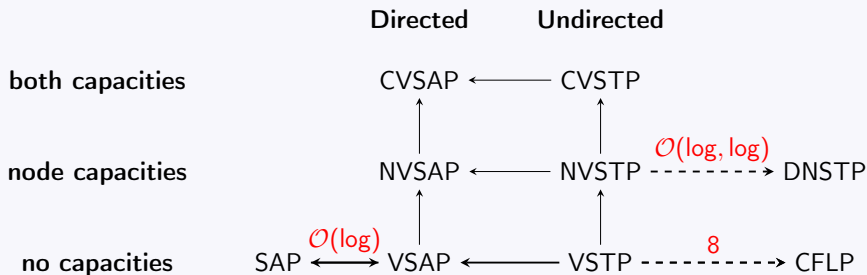 Directed Undirected
both capacities CVSAP CVSTP
O(log, log)
node capacities NVSAP NVSTP DNSTP
O(log) 8
no capacities SAP VSAP VSTP CFLP